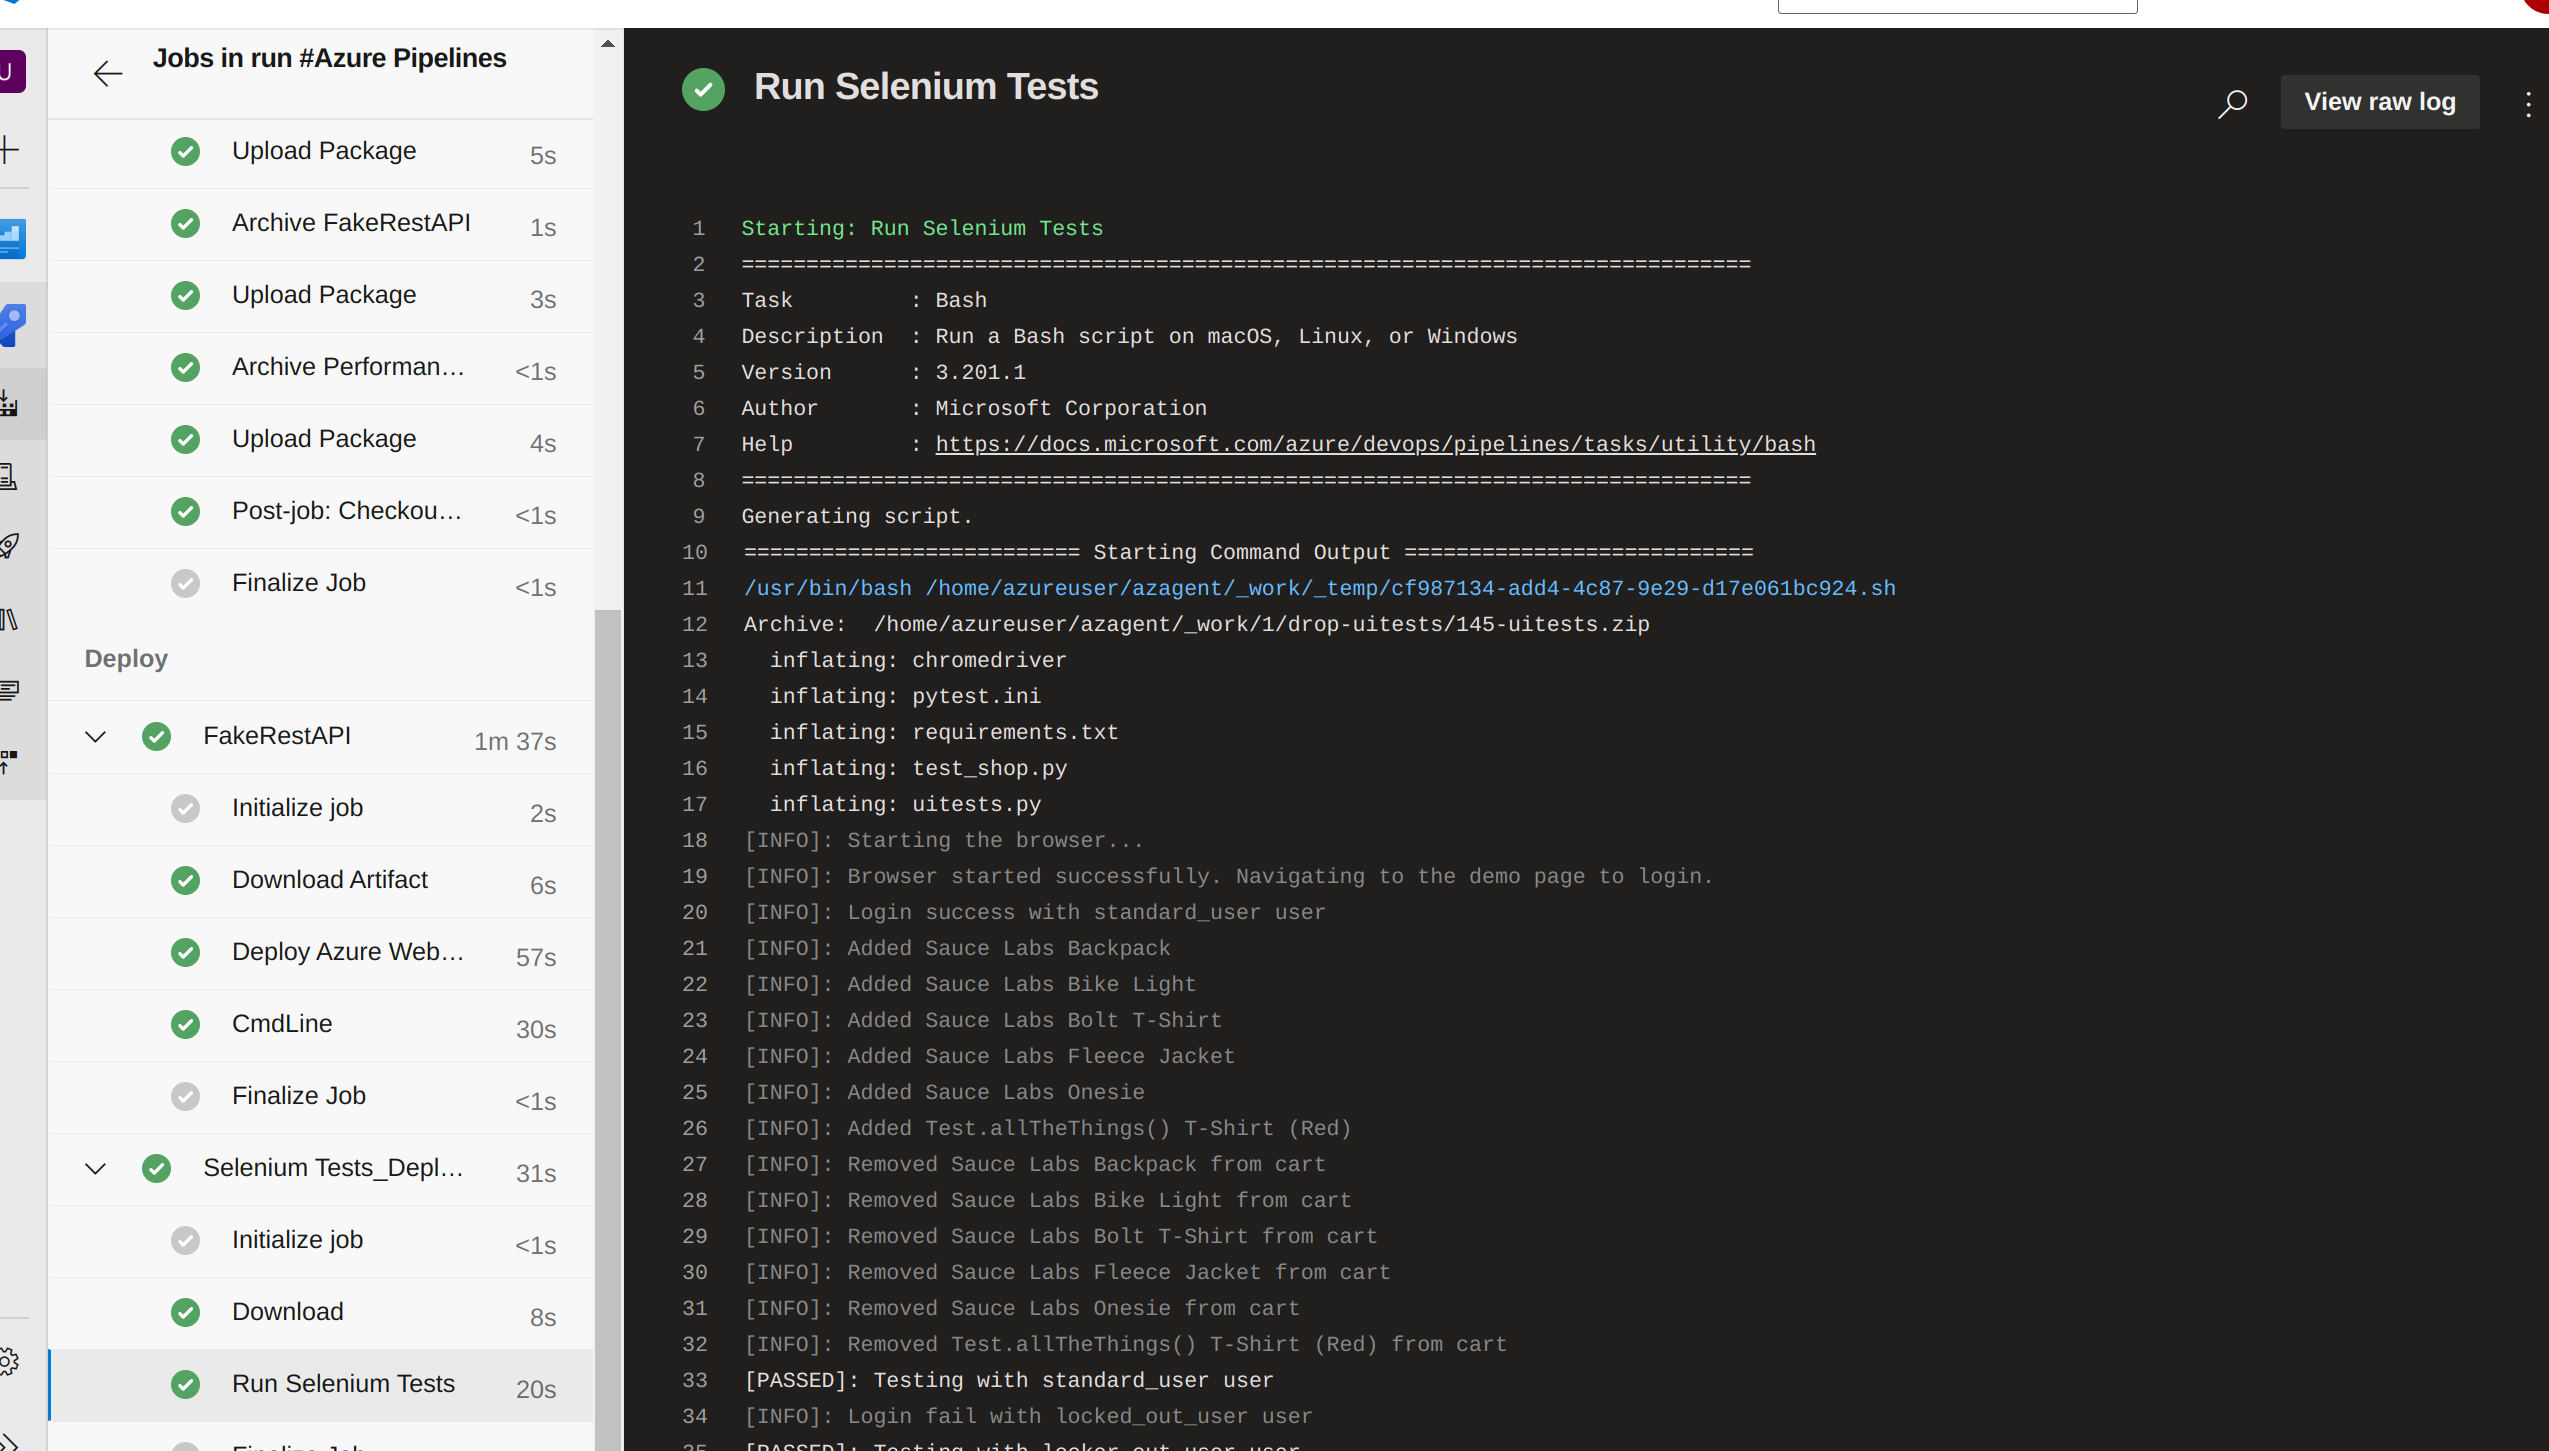 U
Jobs in run #Azure Pipelines
Upload Package 5s
Archive FakeRestAPI 1s
Upload Package 3s
Archive Performan... <1s
Upload Package 4s
Post-job: Checkou... <1s
Finalize Job <1s
Deploy
FakeRestAPI 1m 37s
Initialize job 2s
Download Artifact 6s
Deploy Azure Web... 57s
CmdLine 30s
Finalize Job <1s
Selenium Tests_Depl... 31s
Initialize job <1s
Download 8s
Run Selenium Tests 20s
Finalize Job
Run Selenium Tests
View raw log
1 Starting: Run Selenium Tests
2 ==============================================================================
3 Task         : Bash
4 Description  : Run a Bash script on macOS, Linux, or Windows
5 Version      : 3.201.1
6 Author       : Microsoft Corporation
7 Help         : https://docs.microsoft.com/azure/devops/pipelines/tasks/utility/bash
8 ==============================================================================
9 Generating script.
10 ========================== Starting Command Output ===========================
11 /usr/bin/bash /home/azureuser/azagent/_work/_temp/cf987134-add4-4c87-9e29-d17e061bc924.sh
12 Archive:  /home/azureuser/azagent/_work/1/drop-uitests/145-uitests.zip
13   inflating: chromedriver
14   inflating: pytest.ini
15   inflating: requirements.txt
16   inflating: test_shop.py
17   inflating: uitests.py
18 [INFO]: Starting the browser...
19 [INFO]: Browser started successfully. Navigating to the demo page to login.
20 [INFO]: Login success with standard_user user
21 [INFO]: Added Sauce Labs Backpack
22 [INFO]: Added Sauce Labs Bike Light
23 [INFO]: Added Sauce Labs Bolt T-Shirt
24 [INFO]: Added Sauce Labs Fleece Jacket
25 [INFO]: Added Sauce Labs Onesie
26 [INFO]: Added Test.allTheThings() T-Shirt (Red)
27 [INFO]: Removed Sauce Labs Backpack from cart
28 [INFO]: Removed Sauce Labs Bike Light from cart
29 [INFO]: Removed Sauce Labs Bolt T-Shirt from cart
30 [INFO]: Removed Sauce Labs Fleece Jacket from cart
31 [INFO]: Removed Sauce Labs Onesie from cart
32 [INFO]: Removed Test.allTheThings() T-Shirt (Red) from cart
33 [PASSED]: Testing with standard_user user
34 [INFO]: Login fail with locked_out_user user
35 [PASSED]: Testing with locker_out_user user